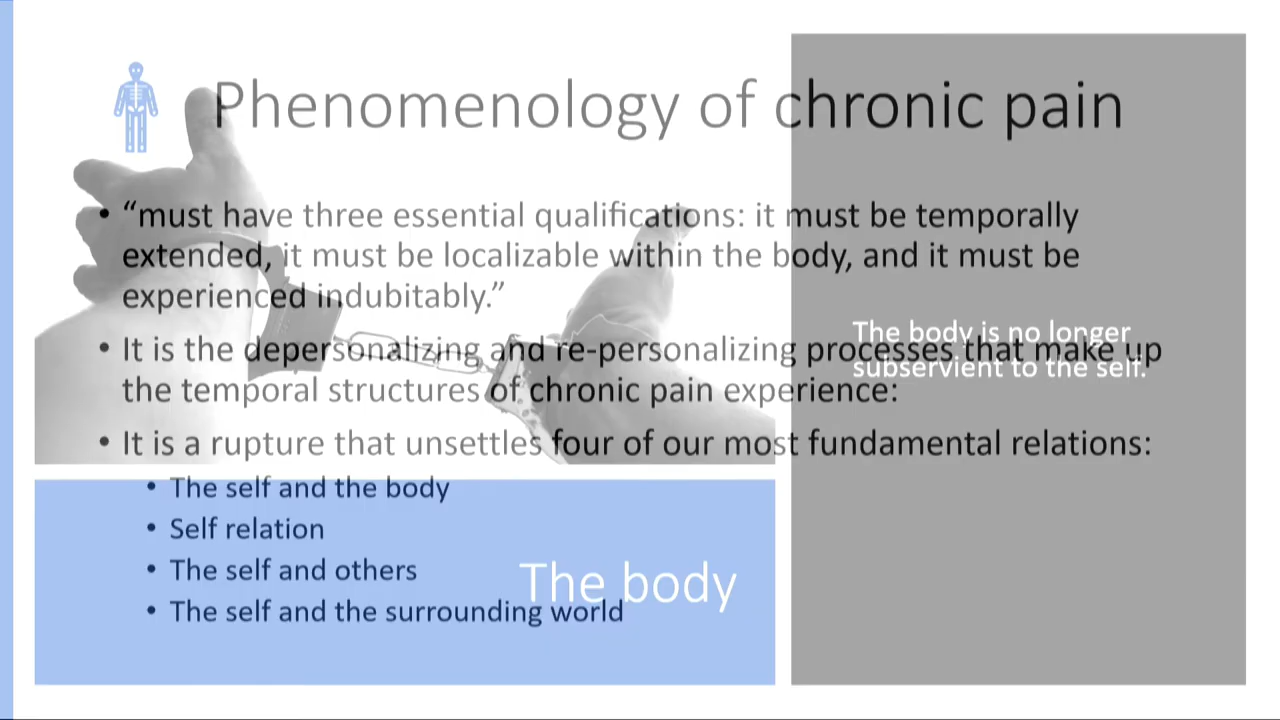 Phenomenology of chronic pain
• “must have three essential qualifications: it must be temporally
extended, it must be localizable within the body, and it must be
experienced indubitably.”
• It is the depersonalizing and re-personalizing processes that make up
the temporal structures of chronic pain experience:
• It is a rupture that unsettles four of our most fundamental relations:
• The self and the body
• Self relation
• The self and others
• The self and the surrounding world
The body
The body is no longer
subservient to the self.